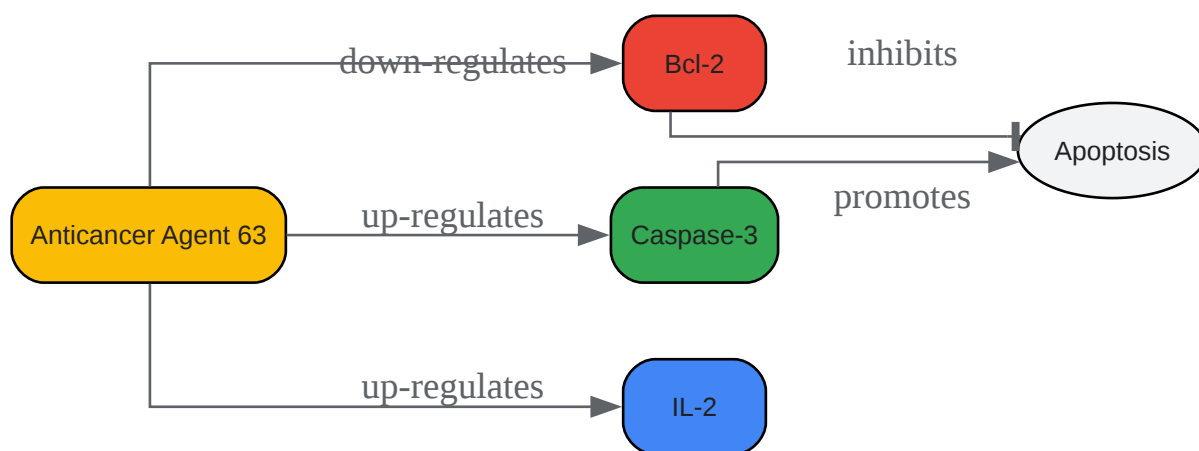 down-regulates
Bcl-2
inhibits
Apoptosis
Anticancer Agent 63
up-regulates
Caspase-3
promotes
up-regulates
IL-2